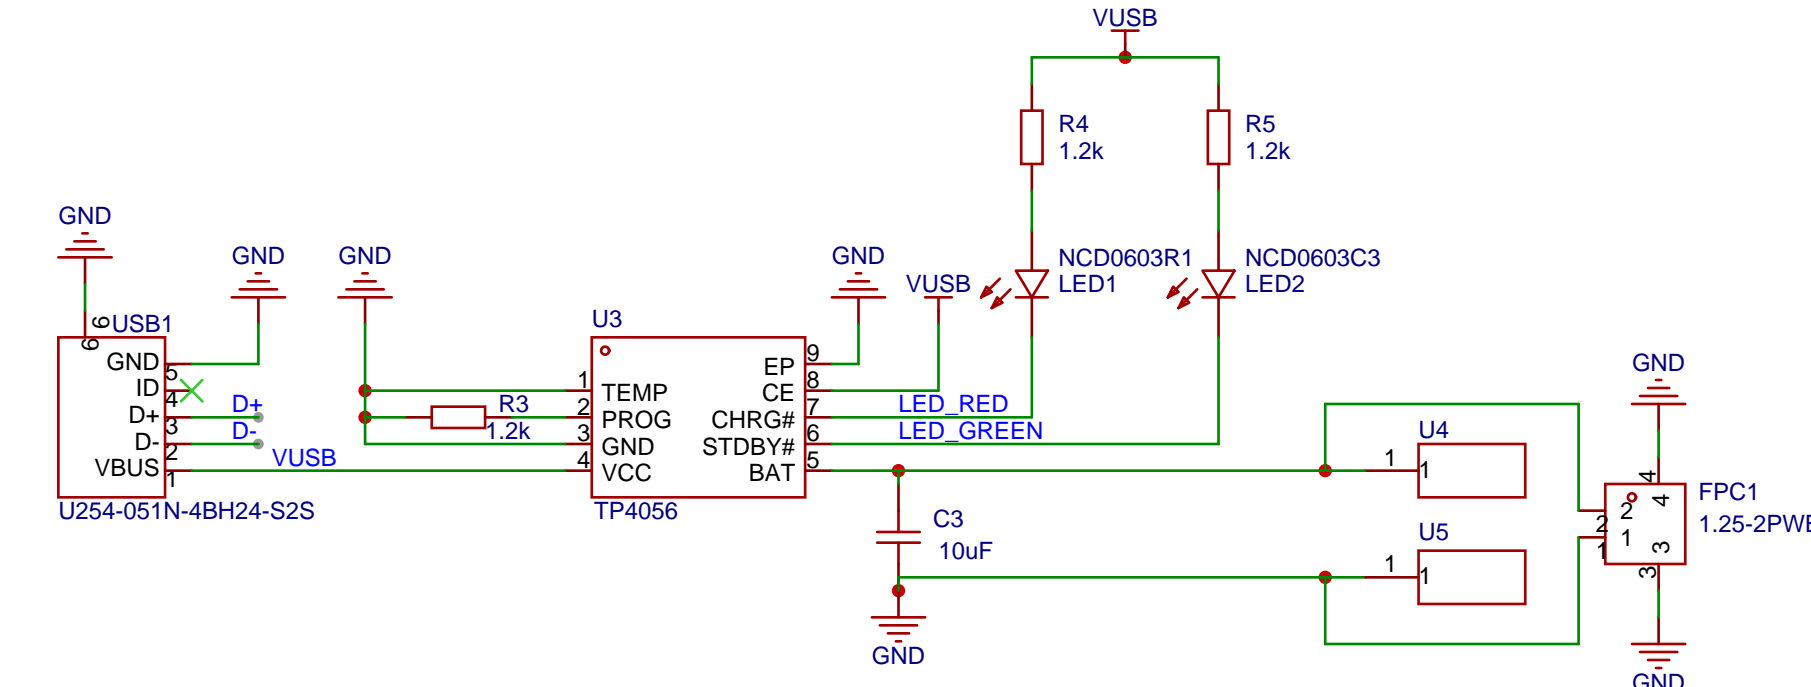 VUSB
R4
1.2k
R5
1.2k
GND
GND
GND
GND
VUSB
NCD0603R1
LED1
NCD0603C3
LED2
6
6
USB1
GND
5
ID
4
D+
3
D-
2
VBUS
1
D+
D-
VUSB
U254-051N-4BH24-S2S
U3
1
TEMP
2
PROG
3
GND
4
VCC
R3
1.2k
EP
9
CE
8
CHRG#
7
STDBY#
6
BAT
5
TP4056
LED_RED
LED_GREEN
C3
10uF
GND
U4
1
1
U5
1
1
GND
4
4
2
2
1
1
3
3
FPC1
1.25-2PWB
GND